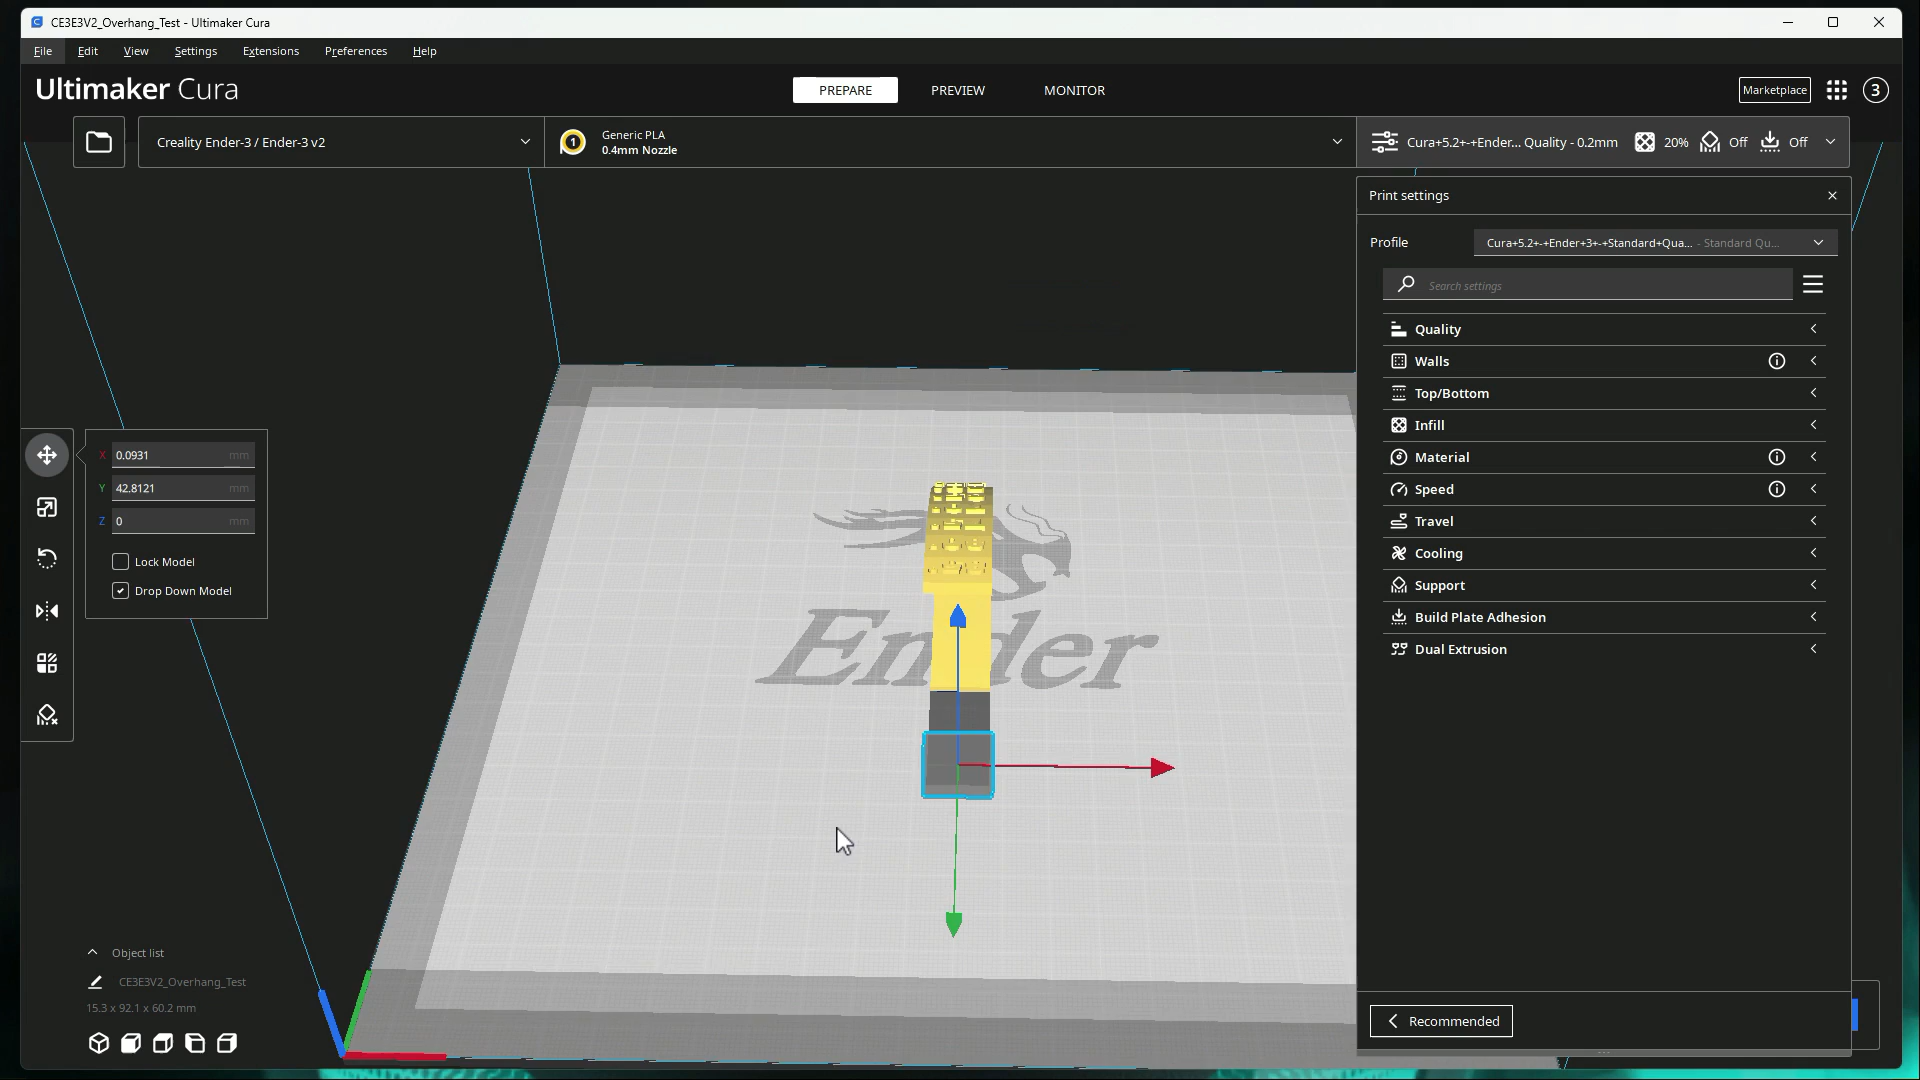 CE3E3V2_Overhang_Test - Ultimaker Cura
File Edit View Settings Extensions Preferences Help
Ultimaker Cura
PREPARE PREVIEW MONITOR
Marketplace
3
Creality Ender-3 / Ender-3 v2
1
Generic PLA
0.4mm Nozzle
Cura+5.2+-+Ender... Quality - 0.2mm 20% Off Off
Print settings
Profile
Cura+5.2+-+Ender+3+-+Standard+Qua... - Standard Qu...
Search settings
Quality
Walls
Top/Bottom
Infill
Material
Speed
Travel
Cooling
Support
Build Plate Adhesion
Dual Extrusion
Recommended
X 0.0931 mm
Y 42.8121 mm
Z 0 mm
Lock Model
Drop Down Model
Ender
Object list
CE3E3V2_Overhang_Test
15.3 x 92.1 x 60.2 mm